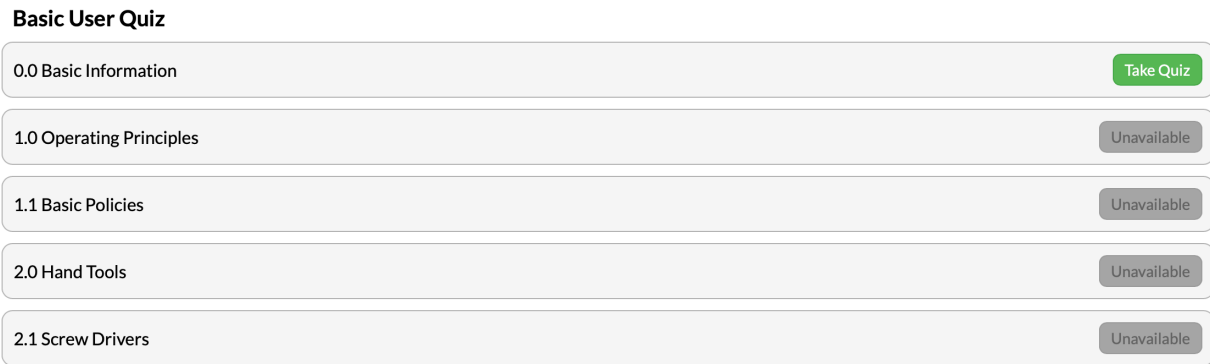 Basic User Quiz
0.0 Basic Information Take Quiz
1.0 Operating Principles Unavailable
1.1 Basic Policies Unavailable
2.0 Hand Tools Unavailable
2.1 Screw Drivers Unavailable